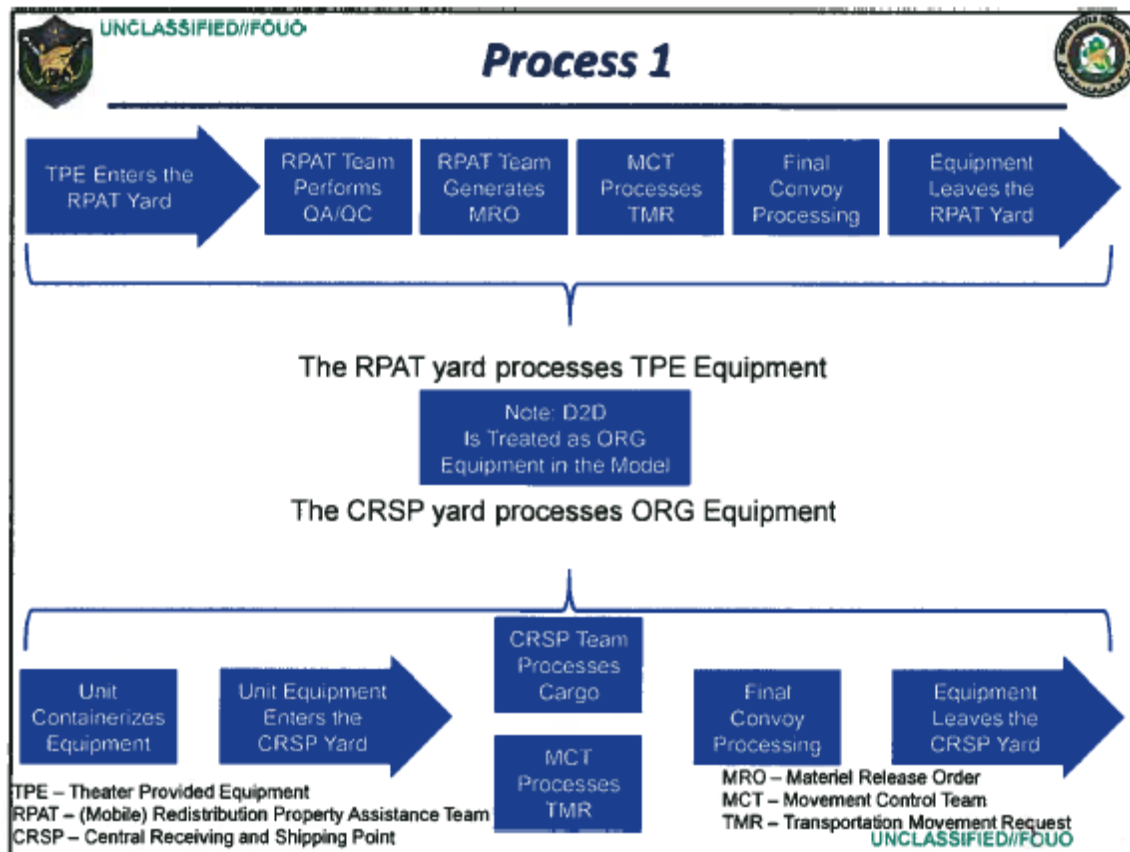 UNCLASSIFIED//FOUO
Process 1
TPE Enters the
RPAT Yard
RPAT Team
Performs
QA/QC
RPAT Team
Generates
MRO
MCT
Processes
TMR
Final
Convoy
Processing
Equipment
Leaves the
RPAT Yard
The RPAT yard processes TPE Equipment
Note: D2D
Is Treated as ORG
Equipment in the Model
The CRSP yard processes ORG Equipment
Unit
Containerizes
Equipment
Unit Equipment
Enters the
CRSP Yard
CRSP Team
Processes
Cargo
MCT
Processes
TMR
Final
Convoy
Processing
Equipment
Leaves the
CRSP Yard
TPE – Theater Provided Equipment
RPAT – (Mobile) Redistribution Property Assistance Team
CRSP – Central Receiving and Shipping Point
MRO – Materiel Release Order
MCT – Movement Control Team
TMR – Transportation Movement Request
UNCLASSIFIED//FOUO